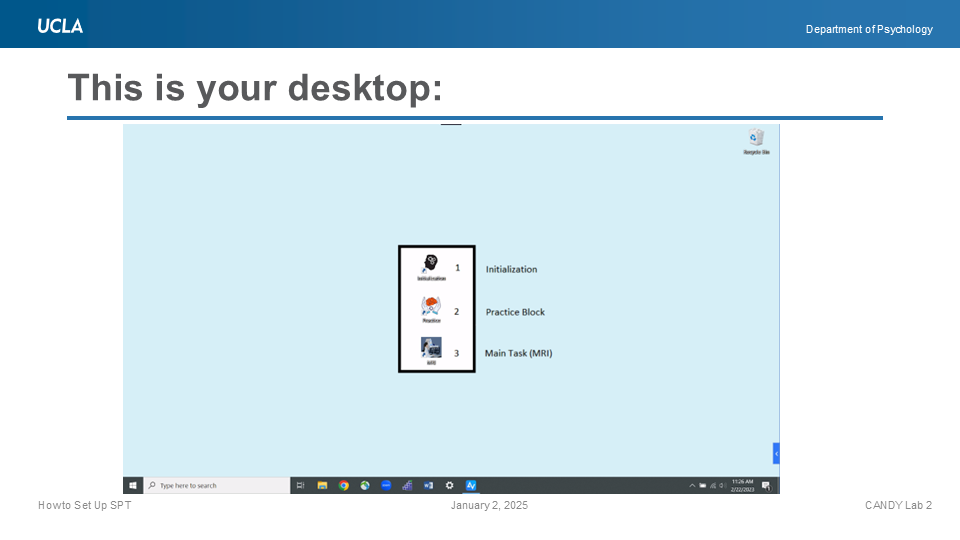 UCLA
Department of Psychology
This is your desktop:
Recycle Bin
1
Initialization
Initialization
2
Practice Block
Practice
3
Main Task (MRI)
MRI
Type here to search
11:26 AM
2/22/2023
Howto Set Up SPT
January 2, 2025
CANDY Lab 2